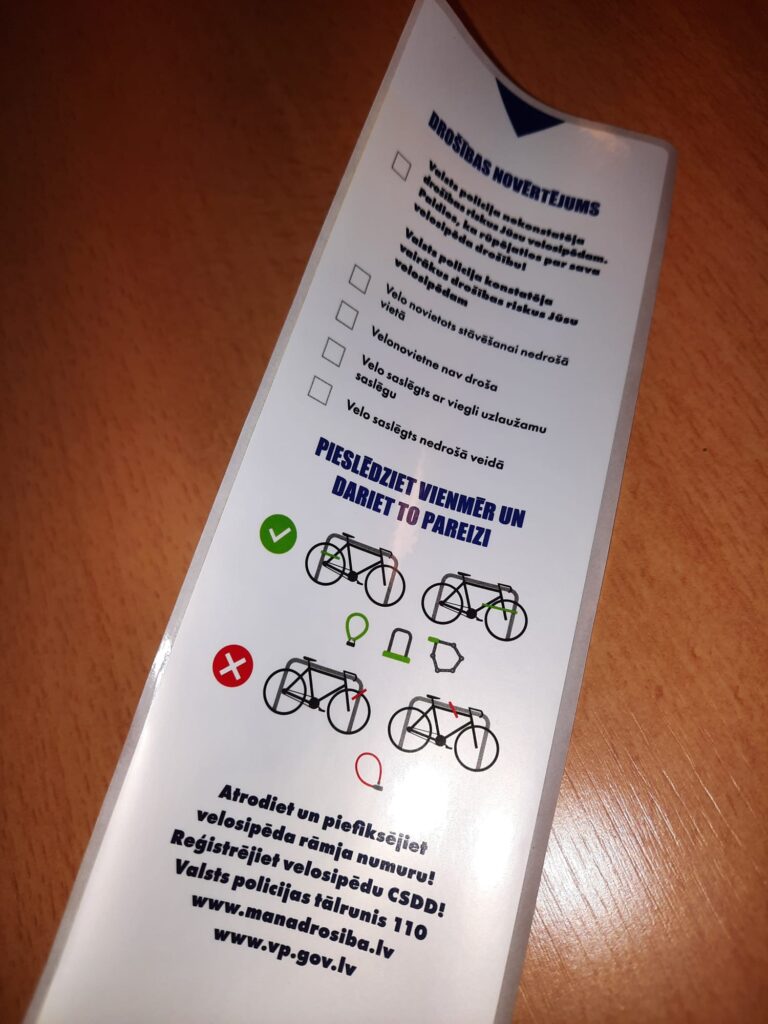 DROŠĪBAS NOVĒRTĒJUMS
Valsts policija nekonstatēja
drošības riskus Jūsu velosipēdam.
Paldies, ka rūpējaties par sava
velosipēda drošību!
Valsts policija konstatēja
vairākus drošības riskus Jūsu
velosipēdam
Velo novietots stāvēšanai nedrošā
vietā
Velonovietne nav droša
Velo saslēgts ar viegli uzlaužamu
saslēgu
Velo saslēgts nedrošā veidā
PIESLĒDZIET VIENMĒR UN
DARIET TO PAREIZI
Atrodiet un piefiksējiet
velosipēda rāmja numuru!
Reģistrējiet velosipēdu CSDD!
Valsts policijas tālrunis 110
www.manadrosiba.lv
www.vp.gov.lv